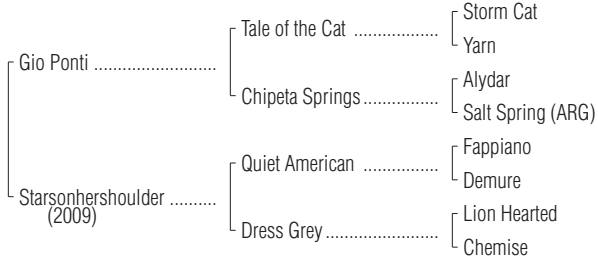 Storm Cat
Tale of the Cat ..................
Yarn
Gio Ponti ..........................
Alydar
Chipeta Springs ................
Salt Spring (ARG)
Fappiano
Quiet American ................
Demure
Starsonhershoulder ..........
(2009)
Lion Hearted
Dress Grey ........................
Chemise